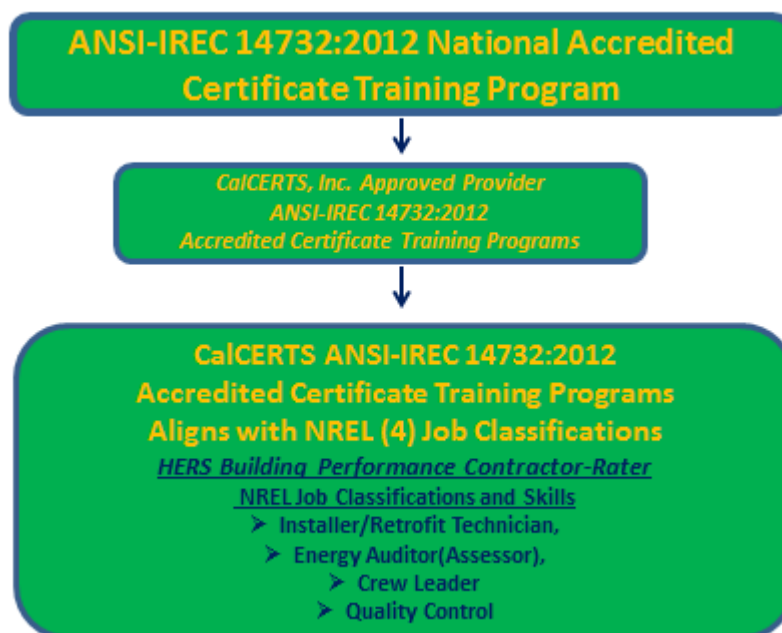 ANSI-IREC 14732:2012 National Accredited
Certificate Training Program
CalCERTS, Inc. Approved Provider
ANSI-IREC 14732:2012
Accredited Certificate Training Programs
CalCERTS ANSI-IREC 14732:2012
Accredited Certificate Training Programs
Aligns with NREL (4) Job Classifications
HERS Building Performance Contractor-Rater
NREL Job Classifications and Skills
➢ Installer/Retrofit Technician,
➢ Energy Auditor(Assessor),
➢ Crew Leader
➢ Quality Control